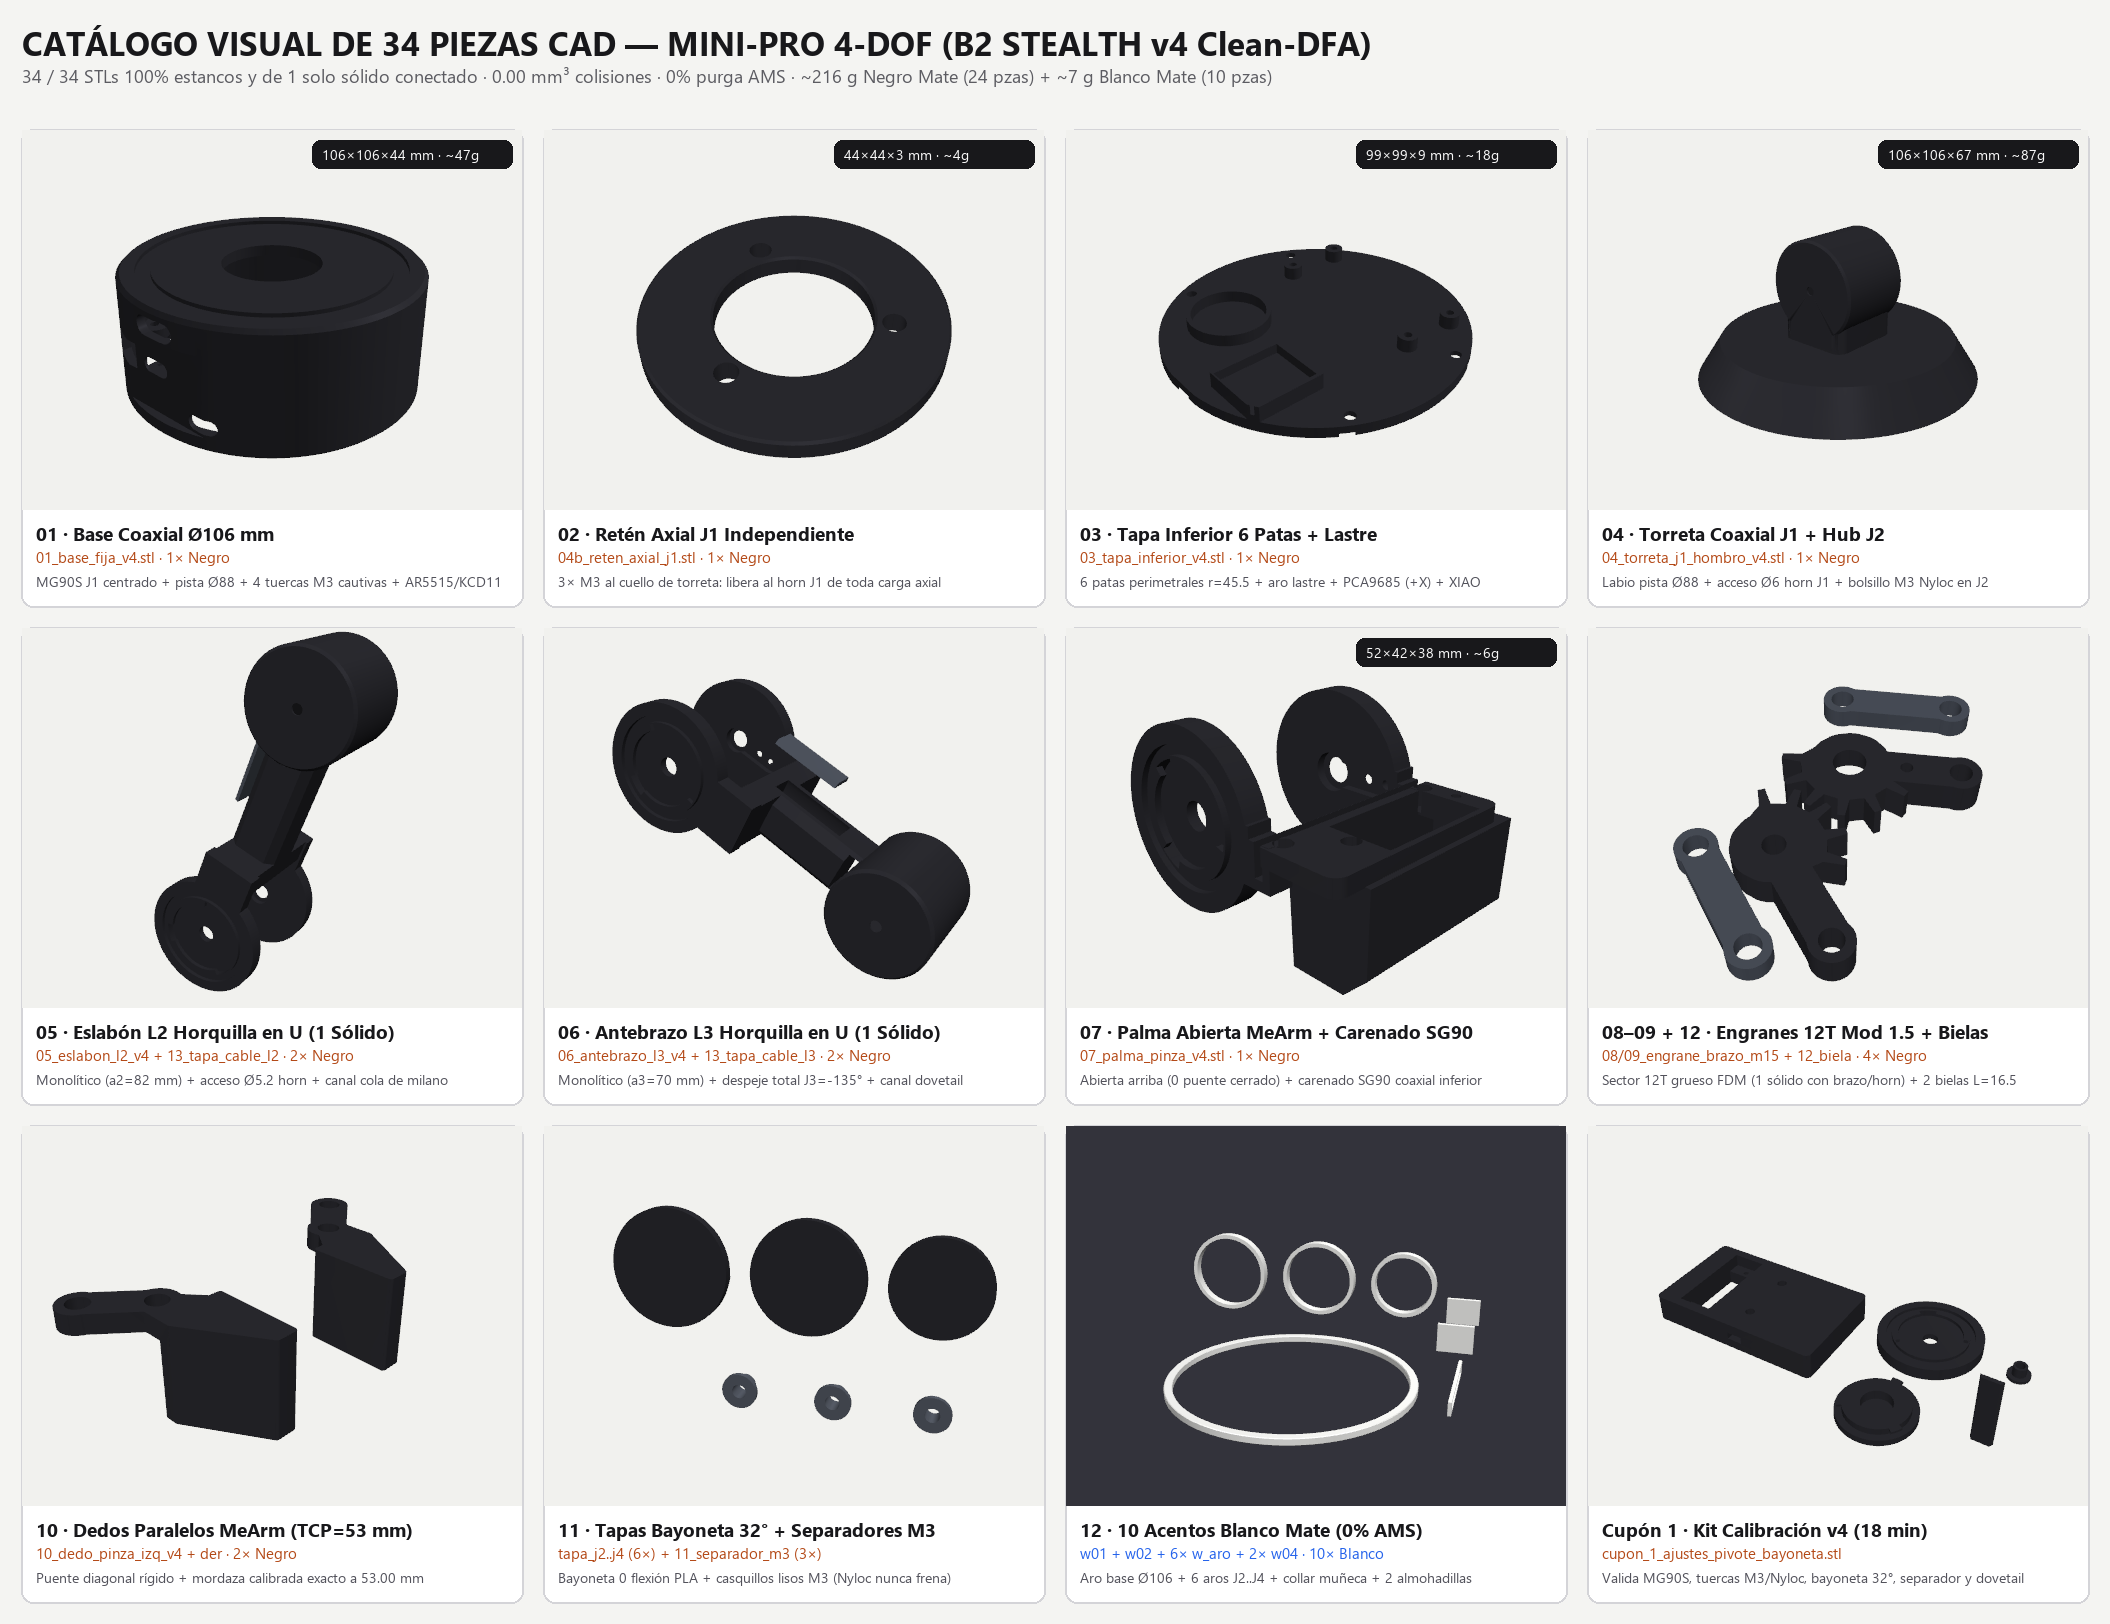 CATÁLOGO VISUAL DE 34 PIEZAS CAD — MINI-PRO 4-DOF (B2 STEALTH v4 Clean-DFA)
34 / 34 STLs 100% estancos y de 1 solo sólido conectado · 0.00 mm³ colisiones · 0% purga AMS · ~216 g Negro Mate (24 pzas) + ~7 g Blanco Mate (10 pzas)
106×106×44 mm · ~47g
01 · Base Coaxial Ø106 mm
01_base_fija_v4.stl · 1× Negro
MG90S J1 centrado + pista Ø88 + 4 tuercas M3 cautivas + AR5515/KCD11
44×44×3 mm · ~4g
02 · Retén Axial J1 Independiente
04b_reten_axial_j1.stl · 1× Negro
3× M3 al cuello de torreta: libera al horn J1 de toda carga axial
99×99×9 mm · ~18g
03 · Tapa Inferior 6 Patas + Lastre
03_tapa_inferior_v4.stl · 1× Negro
6 patas perimetrales r=45.5 + aro lastre + PCA9685 (+X) + XIAO
106×106×67 mm · ~87g
04 · Torreta Coaxial J1 + Hub J2
04_torreta_j1_hombro_v4.stl · 1× Negro
Labio pista Ø88 + acceso Ø6 horn J1 + bolsillo M3 Nyloc en J2
05 · Eslabón L2 Horquilla en U (1 Sólido)
05_eslabon_l2_v4 + 13_tapa_cable_l2 · 2× Negro
Monolítico (a2=82 mm) + acceso Ø5.2 horn + canal cola de milano
06 · Antebrazo L3 Horquilla en U (1 Sólido)
06_antebrazo_l3_v4 + 13_tapa_cable_l3 · 2× Negro
Monolítico (a3=70 mm) + despeje total J3=-135° + canal dovetail
52×42×38 mm · ~6g
07 · Palma Abierta MeArm + Carenado SG90
07_palma_pinza_v4.stl · 1× Negro
Abierta arriba (0 puente cerrado) + carenado SG90 coaxial inferior
08–09 + 12 · Engranes 12T Mod 1.5 + Bielas
08/09_engrane_brazo_m15 + 12_biela · 4× Negro
Sector 12T grueso FDM (1 sólido con brazo/horn) + 2 bielas L=16.5
10 · Dedos Paralelos MeArm (TCP=53 mm)
10_dedo_pinza_izq_v4 + der · 2× Negro
Puente diagonal rígido + mordaza calibrada exacto a 53.00 mm
11 · Tapas Bayoneta 32° + Separadores M3
tapa_j2..j4 (6×) + 11_separador_m3 (3×)
Bayoneta 0 flexión PLA + casquillos lisos M3 (Nyloc nunca frena)
12 · 10 Acentos Blanco Mate (0% AMS)
w01 + w02 + 6× w_aro + 2× w04 · 10× Blanco
Aro base Ø106 + 6 aros J2..J4 + collar muñeca + 2 almohadillas
Cupón 1 · Kit Calibración v4 (18 min)
cupon_1_ajustes_pivote_bayoneta.stl
Valida MG90S, tuercas M3/Nyloc, bayoneta 32°, separador y dovetail